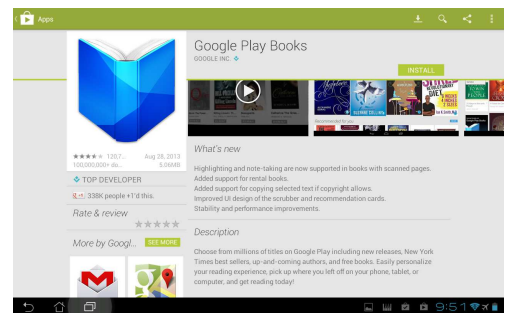 Apps
Google Play Books
GOOGLE INC.
INSTALL
120,7..
Aug 28, 2013
100,000,000+ do...
5.06MB
TOP DEVELOPER
338K people +1'd this.
Rate & review
More by Googl...
SEE MORE
What's new
Highlighting and note-taking are now supported in books with scanned pages.
Added support for rental books.
Added support for copying selected text if copyright allows.
Improved UI design of the scrubber and recommendation cards.
Stability and performance improvements.
Description
Choose from millions of titles on Google Play including new releases, New York
Times best sellers, up-and-coming authors, and free books. Easily personalize
your reading experience, pick up where you left off on your phone, tablet, or
computer, and get reading today!
9:51